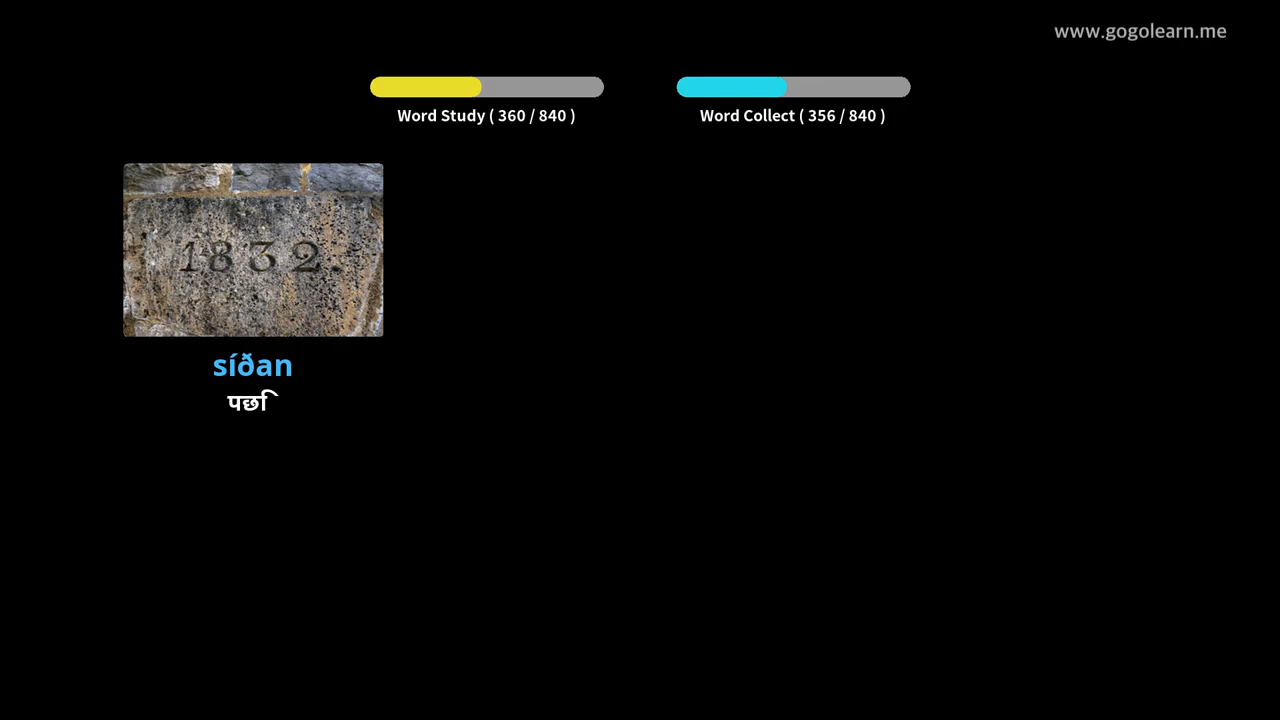 www.gogolearn.me
Word Study ( 360 / 840 )
Word Collect ( 356 / 840 )
1832.
síðan
पछि